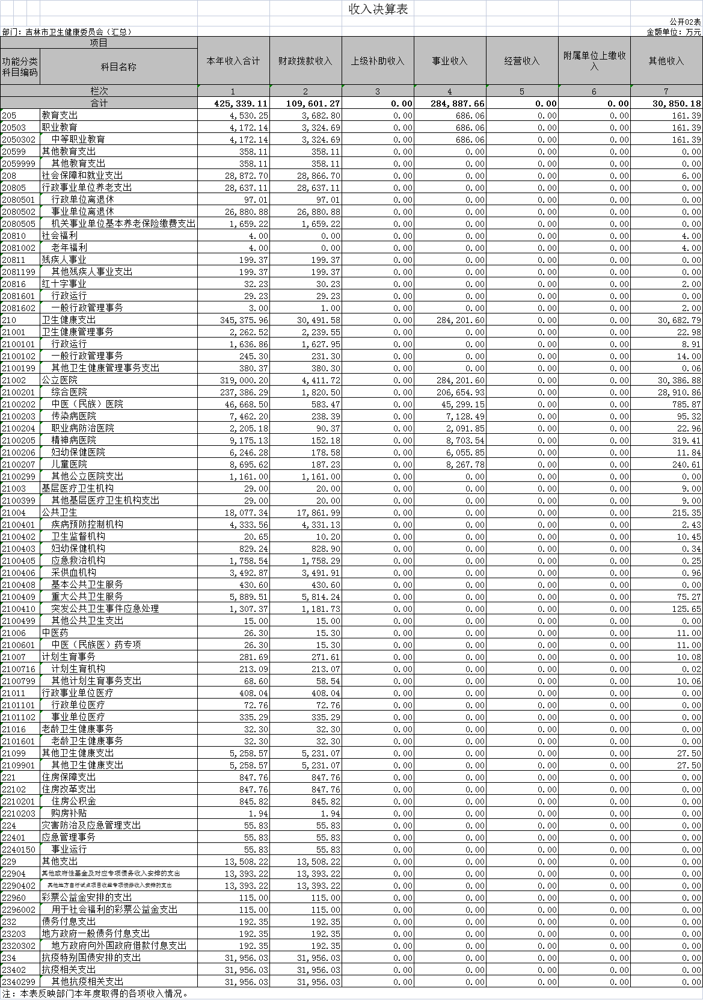 收入决算表
公开02表
部门：吉林市卫生健康委员会（汇总） 金额单位：万元
项目 本年收入合计 财政拨款收入 上级补助收入 事业收入 经营收入 附属单位上缴收入 其他收入
功能分类科目编码 科目名称
栏次 1 2 3 4 5 6 7
合计 425,339.11 109,601.27 0.00 284,887.66 0.00 0.00 30,850.18
205 教育支出 4,530.25 3,682.80 0.00 686.06 0.00 0.00 161.39
20503 职业教育 4,172.14 3,324.69 0.00 686.06 0.00 0.00 161.39
2050302 中等职业教育 4,172.14 3,324.69 0.00 686.06 0.00 0.00 161.39
20599 其他教育支出 358.11 358.11 0.00 0.00 0.00 0.00 0.00
2059999 其他教育支出 358.11 358.11 0.00 0.00 0.00 0.00 0.00
208 社会保障和就业支出 28,872.70 28,866.70 0.00 0.00 0.00 0.00 6.00
20805 行政事业单位养老支出 28,637.11 28,637.11 0.00 0.00 0.00 0.00 0.00
2080501 行政单位离退休 97.01 97.01 0.00 0.00 0.00 0.00 0.00
2080502 事业单位离退休 26,880.88 26,880.88 0.00 0.00 0.00 0.00 0.00
2080505 机关事业单位基本养老保险缴费支出 1,659.22 1,659.22 0.00 0.00 0.00 0.00 0.00
20810 社会福利 4.00 0.00 0.00 0.00 0.00 0.00 4.00
2081002 老年福利 4.00 0.00 0.00 0.00 0.00 0.00 4.00
20811 残疾人事业 199.37 199.37 0.00 0.00 0.00 0.00 0.00
2081199 其他残疾人事业支出 199.37 199.37 0.00 0.00 0.00 0.00 0.00
20816 红十字事业 32.23 30.23 0.00 0.00 0.00 0.00 2.00
2081601 行政运行 29.23 29.23 0.00 0.00 0.00 0.00 0.00
2081602 一般行政管理事务 3.00 1.00 0.00 0.00 0.00 0.00 2.00
210 卫生健康支出 345,375.96 30,491.58 0.00 284,201.60 0.00 0.00 30,682.79
21001 卫生健康管理事务 2,262.52 2,239.55 0.00 0.00 0.00 0.00 22.98
2100101 行政运行 1,636.86 1,627.95 0.00 0.00 0.00 0.00 8.91
2100102 一般行政管理事务 245.30 231.30 0.00 0.00 0.00 0.00 14.00
2100199 其他卫生健康管理事务支出 380.37 380.30 0.00 0.00 0.00 0.00 0.06
21002 公立医院 319,000.20 4,411.72 0.00 284,201.60 0.00 0.00 30,386.88
2100201 综合医院 237,386.29 1,820.50 0.00 206,654.93 0.00 0.00 28,910.86
2100202 中医（民族）医院 46,668.50 583.47 0.00 45,299.15 0.00 0.00 785.87
2100203 传染病医院 7,462.20 238.39 0.00 7,128.49 0.00 0.00 95.32
2100204 职业病防治医院 2,205.18 90.37 0.00 2,091.85 0.00 0.00 22.96
2100205 精神病医院 9,175.13 152.18 0.00 8,703.54 0.00 0.00 319.41
2100206 妇幼保健医院 6,246.28 178.58 0.00 6,055.85 0.00 0.00 11.84
2100207 儿童医院 8,695.62 187.23 0.00 8,267.78 0.00 0.00 240.61
2100299 其他公立医院支出 1,161.00 1,161.00 0.00 0.00 0.00 0.00 0.00
21003 基层医疗卫生机构 29.00 20.00 0.00 0.00 0.00 0.00 9.00
2100399 其他基层医疗卫生机构支出 29.00 20.00 0.00 0.00 0.00 0.00 9.00
21004 公共卫生 18,077.34 17,861.99 0.00 0.00 0.00 0.00 215.35
2100401 疾病预防控制机构 4,333.56 4,331.13 0.00 0.00 0.00 0.00 2.43
2100402 卫生监督机构 20.65 10.20 0.00 0.00 0.00 0.00 10.45
2100403 妇幼保健机构 829.24 828.90 0.00 0.00 0.00 0.00 0.34
2100405 应急救治机构 1,758.54 1,758.29 0.00 0.00 0.00 0.00 0.25
2100406 采供血机构 3,492.87 3,491.91 0.00 0.00 0.00 0.00 0.96
2100408 基本公共卫生服务 430.60 430.60 0.00 0.00 0.00 0.00 0.00
2100409 重大公共卫生服务 5,889.51 5,814.24 0.00 0.00 0.00 0.00 75.27
2100410 突发公共卫生事件应急处理 1,307.37 1,181.73 0.00 0.00 0.00 0.00 125.65
2100499 其他公共卫生支出 15.00 15.00 0.00 0.00 0.00 0.00 0.00
21006 中医药 26.30 15.30 0.00 0.00 0.00 0.00 11.00
2100601 中医（民族医）药专项 26.30 15.30 0.00 0.00 0.00 0.00 11.00
21007 计划生育事务 281.69 271.61 0.00 0.00 0.00 0.00 10.08
2100716 计划生育机构 213.09 213.07 0.00 0.00 0.00 0.00 0.02
2100799 其他计划生育事务支出 68.60 58.54 0.00 0.00 0.00 0.00 10.06
21011 行政事业单位医疗 408.04 408.04 0.00 0.00 0.00 0.00 0.00
2101101 行政单位医疗 72.76 72.76 0.00 0.00 0.00 0.00 0.00
2101102 事业单位医疗 335.29 335.29 0.00 0.00 0.00 0.00 0.00
21016 老龄卫生健康事务 32.30 32.30 0.00 0.00 0.00 0.00 0.00
2101601 老龄卫生健康事务 32.30 32.30 0.00 0.00 0.00 0.00 0.00
21099 其他卫生健康支出 5,258.57 5,231.07 0.00 0.00 0.00 0.00 27.50
2109901 其他卫生健康支出 5,258.57 5,231.07 0.00 0.00 0.00 0.00 27.50
221 住房保障支出 847.76 847.76 0.00 0.00 0.00 0.00 0.00
22102 住房改革支出 847.76 847.76 0.00 0.00 0.00 0.00 0.00
2210201 住房公积金 845.82 845.82 0.00 0.00 0.00 0.00 0.00
2210203 购房补贴 1.94 1.94 0.00 0.00 0.00 0.00 0.00
224 灾害防治及应急管理支出 55.83 55.83 0.00 0.00 0.00 0.00 0.00
22401 应急管理事务 55.83 55.83 0.00 0.00 0.00 0.00 0.00
2240150 事业运行 55.83 55.83 0.00 0.00 0.00 0.00 0.00
229 其他支出 13,508.22 13,508.22 0.00 0.00 0.00 0.00 0.00
22904 其他政府性基金及对应专项债务收入安排的支出 13,393.22 13,393.22 0.00 0.00 0.00 0.00 0.00
2290402 其他地方自行试点项目收益专项债券收入安排的支出 13,393.22 13,393.22 0.00 0.00 0.00 0.00 0.00
22960 彩票公益金安排的支出 115.00 115.00 0.00 0.00 0.00 0.00 0.00
2296002 用于社会福利的彩票公益金支出 115.00 115.00 0.00 0.00 0.00 0.00 0.00
232 债务付息支出 192.35 192.35 0.00 0.00 0.00 0.00 0.00
23203 地方政府一般债务付息支出 192.35 192.35 0.00 0.00 0.00 0.00 0.00
2320302 地方政府向外国政府借款付息支出 192.35 192.35 0.00 0.00 0.00 0.00 0.00
234 抗疫特别国债安排的支出 31,956.03 31,956.03 0.00 0.00 0.00 0.00 0.00
23402 抗疫相关支出 31,956.03 31,956.03 0.00 0.00 0.00 0.00 0.00
2340299 其他抗疫相关支出 31,956.03 31,956.03 0.00 0.00 0.00 0.00 0.00
注：本表反映部门本年度取得的各项收入情况。